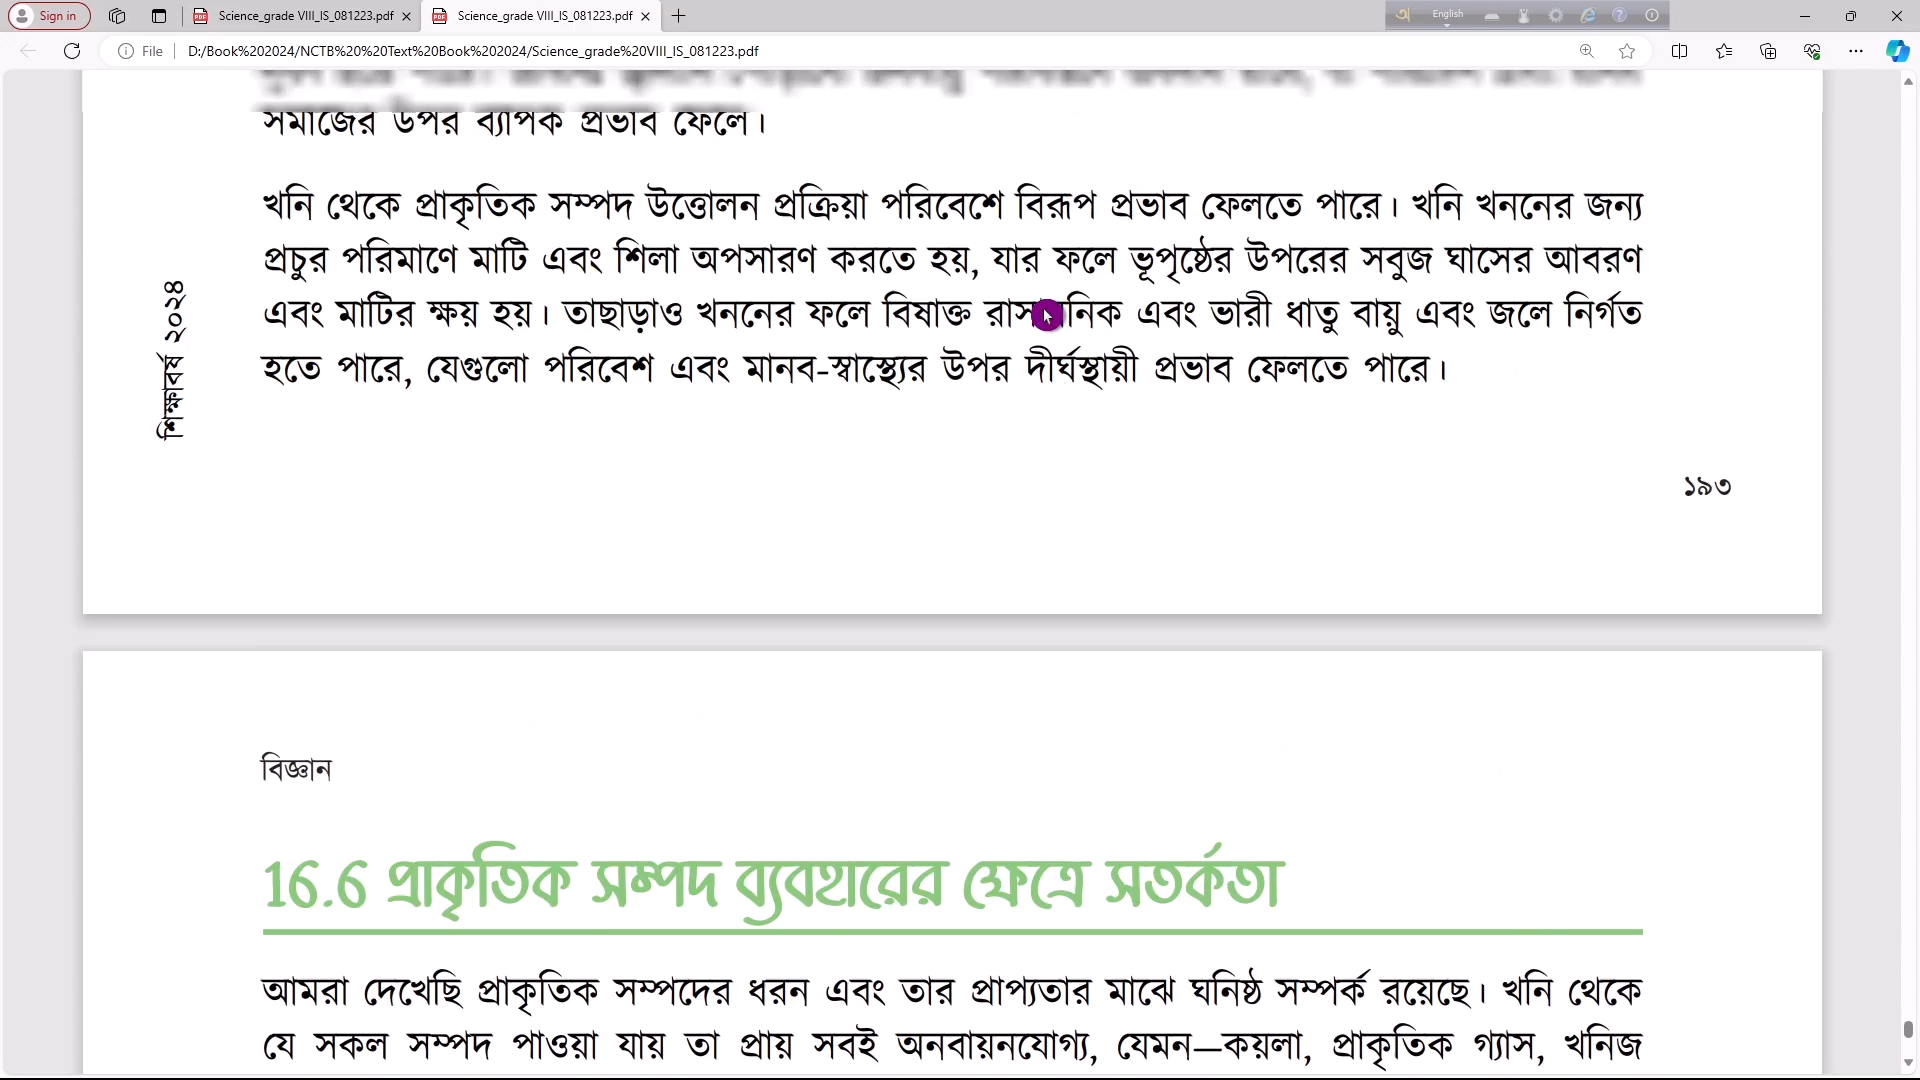 Sign in
Science_grade VIII_IS_081223.pdf
Science_grade VIII_IS_081223.pdf
English
File
D:/Book%202024/NCTB%20%20Text%20Book%202024/Science_grade%20VIII_IS_081223.pdf
সমাজের উপর ব্যাপক প্রভাব ফেলে।
খনি থেকে প্রাকৃতিক সম্পদ উত্তোলন প্রক্রিয়া পরিবেশে বিরূপ প্রভাব ফেলতে পারে। খনি খননের জন্য
প্রচুর পরিমাণে মাটি এবং শিলা অপসারণ করতে হয়, যার ফলে ভূপৃষ্ঠের উপরের সবুজ ঘাসের আবরণ
এবং মাটির ক্ষয় হয়। তাছাড়াও খননের ফলে বিষাক্ত রাসায়নিক এবং ভারী ধাতু বায়ু এবং জলে নির্গত
হতে পারে, যেগুলো পরিবেশ এবং মানব-স্বাস্থ্যের উপর দীর্ঘস্থায়ী প্রভাব ফেলতে পারে।
শিক্ষাবর্ষ ২০২৪
১৯৩
বিজ্ঞান
16.6 প্রাকৃতিক সম্পদ ব্যবহারের ক্ষেত্রে সতর্কতা
আমরা দেখেছি প্রাকৃতিক সম্পদের ধরন এবং তার প্রাপ্যতার মাঝে ঘনিষ্ঠ সম্পর্ক রয়েছে। খনি থেকে
যে সকল সম্পদ পাওয়া যায় তা প্রায় সবই অনবায়নযোগ্য, যেমন—কয়লা, প্রাকৃতিক গ্যাস, খনিজ